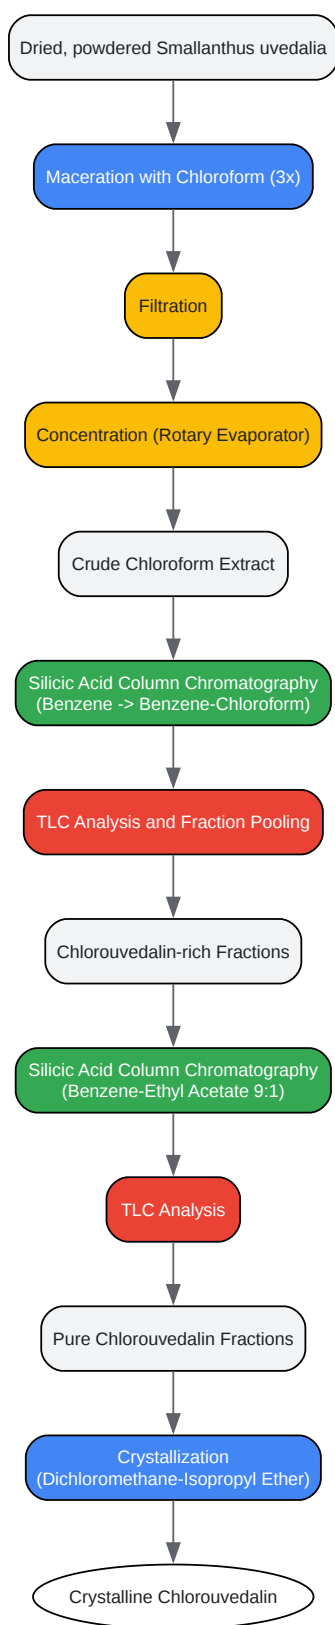 Dried, powdered Smallanthus uvedalia
Maceration with Chloroform (3x)
Filtration
Concentration (Rotary Evaporator)
Crude Chloroform Extract
Silicic Acid Column Chromatography
(Benzene -> Benzene-Chloroform)
TLC Analysis and Fraction Pooling
Chlorouvedalin-rich Fractions
Silicic Acid Column Chromatography
(Benzene-Ethyl Acetate 9:1)
TLC Analysis
Pure Chlorouvedalin Fractions
Crystallization
(Dichloromethane-Isopropyl Ether)
Crystalline Chlorouvedalin